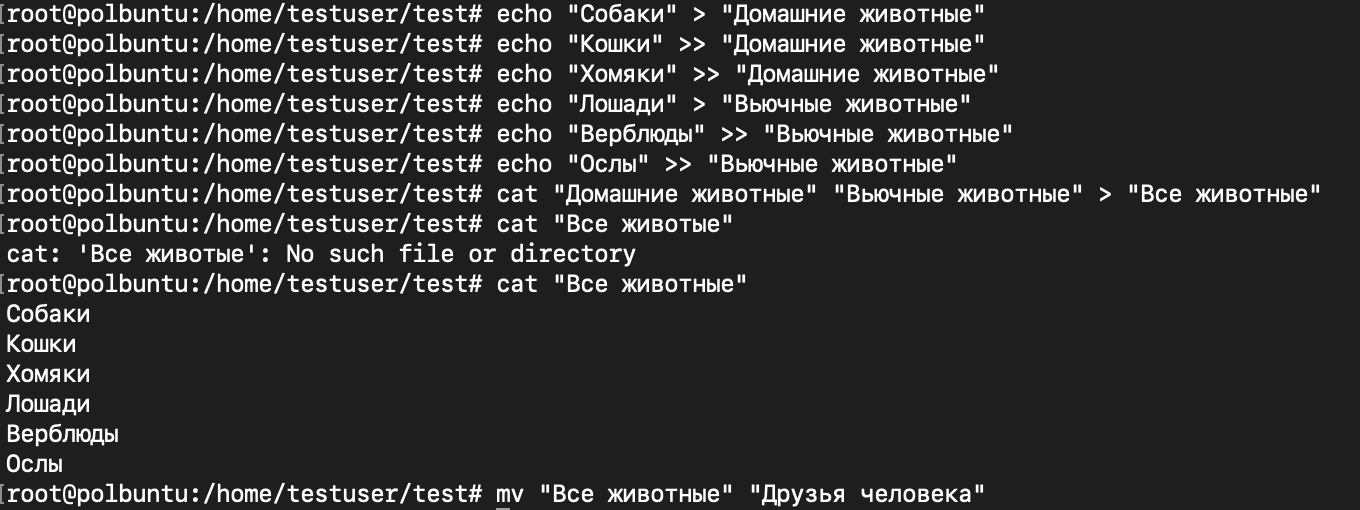 [root@polbuntu:/home/testuser/test# echo "Собаки" > "Домашние животные"
[root@polbuntu:/home/testuser/test# echo "Кошки" >> "Домашние животные"
[root@polbuntu:/home/testuser/test# echo "Хомяки" >> "Домашние животные"
[root@polbuntu:/home/testuser/test# echo "Лошади" > "Вьючные животные"
[root@polbuntu:/home/testuser/test# echo "Верблюды" >> "Вьючные животные"
[root@polbuntu:/home/testuser/test# echo "Ослы" >> "Вьючные животные"
[root@polbuntu:/home/testuser/test# cat "Домашние животные" "Вьючные животные" > "Все животные"
[root@polbuntu:/home/testuser/test# cat "Все животые"
cat: 'Все животые': No such file or directory
[root@polbuntu:/home/testuser/test# cat "Все животные"
Собаки
Кошки
Хомяки
Лошади
Верблюды
Ослы
[root@polbuntu:/home/testuser/test# mv "Все животные" "Друзья человека"